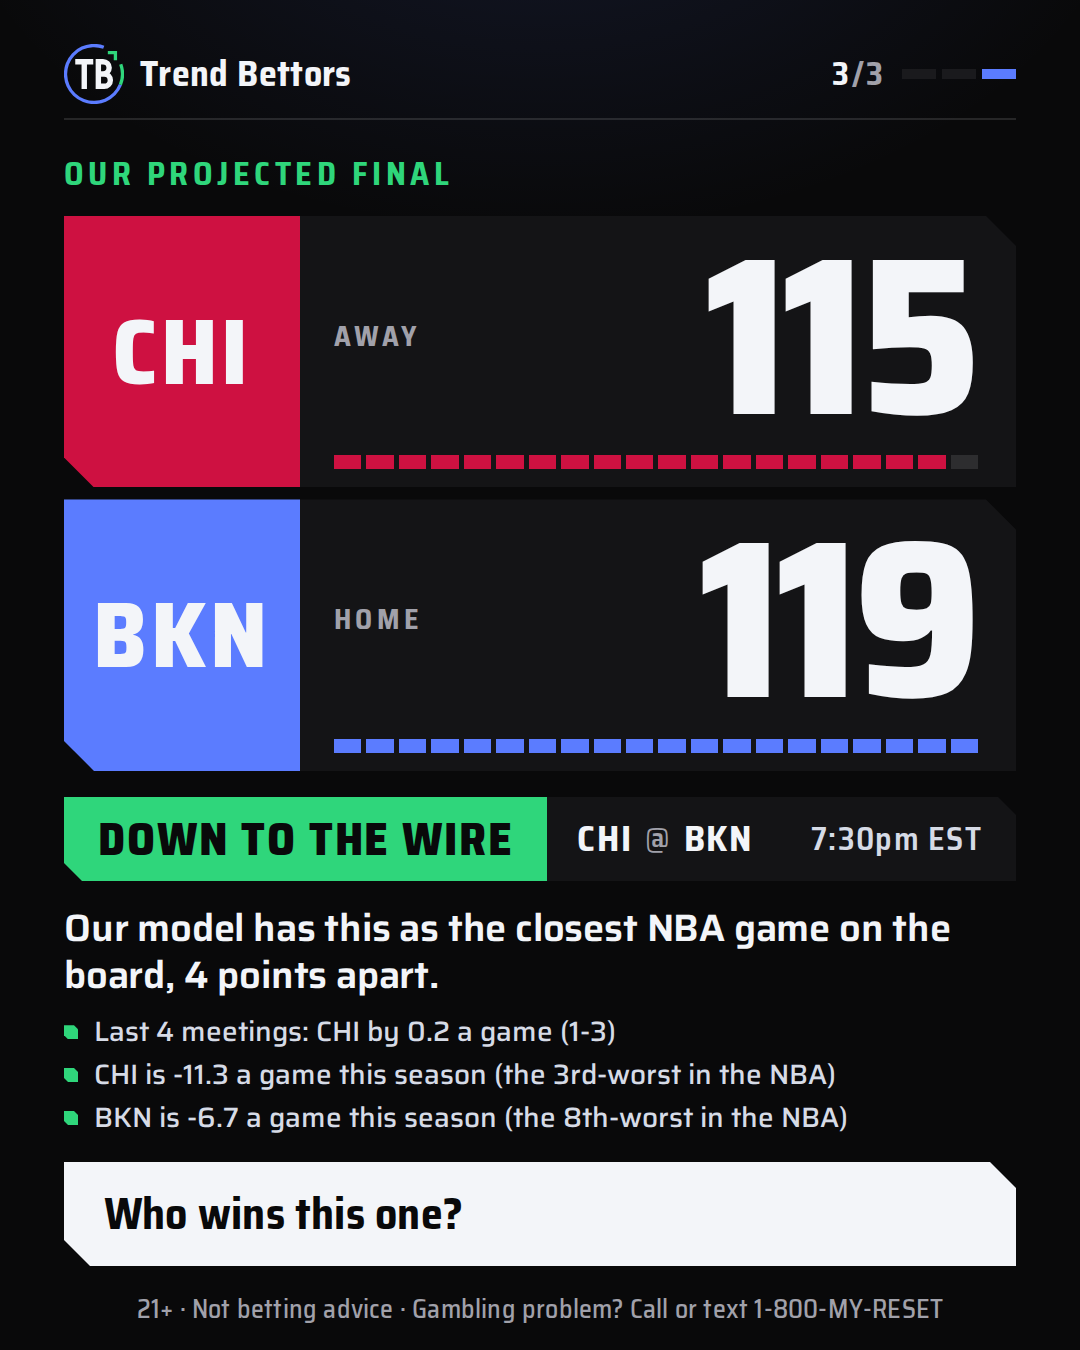 TB Trend Bettors 3/3
OUR PROJECTED FINAL
CHI AWAY 115
BKN HOME 119
DOWN TO THE WIRE CHI @ BKN 7:30pm EST
Our model has this as the closest NBA game on the
board, 4 points apart.
Last 4 meetings: CHI by 0.2 a game (1-3)
CHI is -11.3 a game this season (the 3rd-worst in the NBA)
BKN is -6.7 a game this season (the 8th-worst in the NBA)
Who wins this one?
21+ · Not betting advice · Gambling problem? Call or text 1-800-MY-RESET